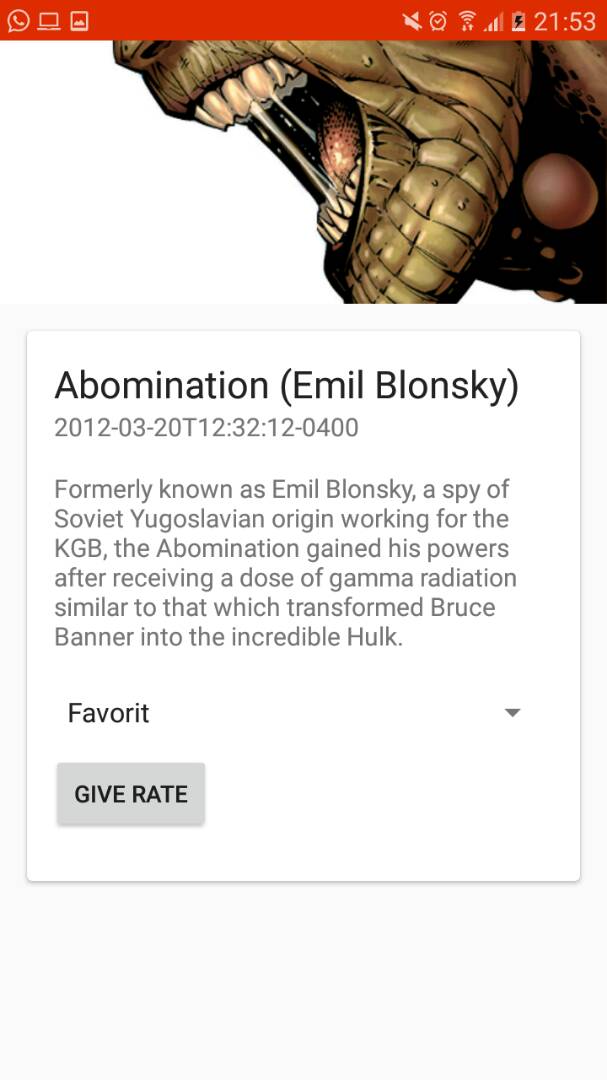 21:53
Abomination (Emil Blonsky)
2012-03-20T12:32:12-0400
Formerly known as Emil Blonsky, a spy of
Soviet Yugoslavian origin working for the
KGB, the Abomination gained his powers
after receiving a dose of gamma radiation
similar to that which transformed Bruce
Banner into the incredible Hulk.
Favorit
GIVE RATE